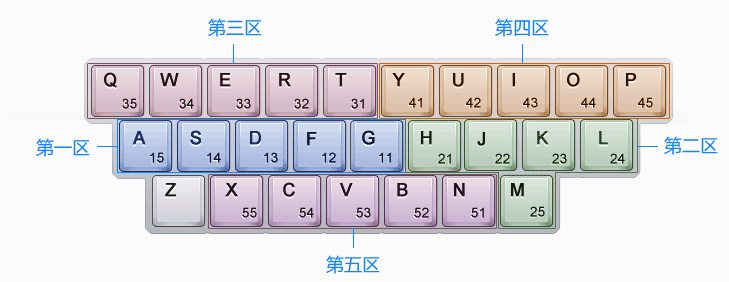 第三区 第四区
Q 35 W 34 E 33 R 32 T 31 Y 41 U 42 I 43 O 44 P 45
第一区 A 15 S 14 D 13 F 12 G 11 H 21 J 22 K 23 L 24 第二区
Z X 55 C 54 V 53 B 52 N 51 M 25
第五区